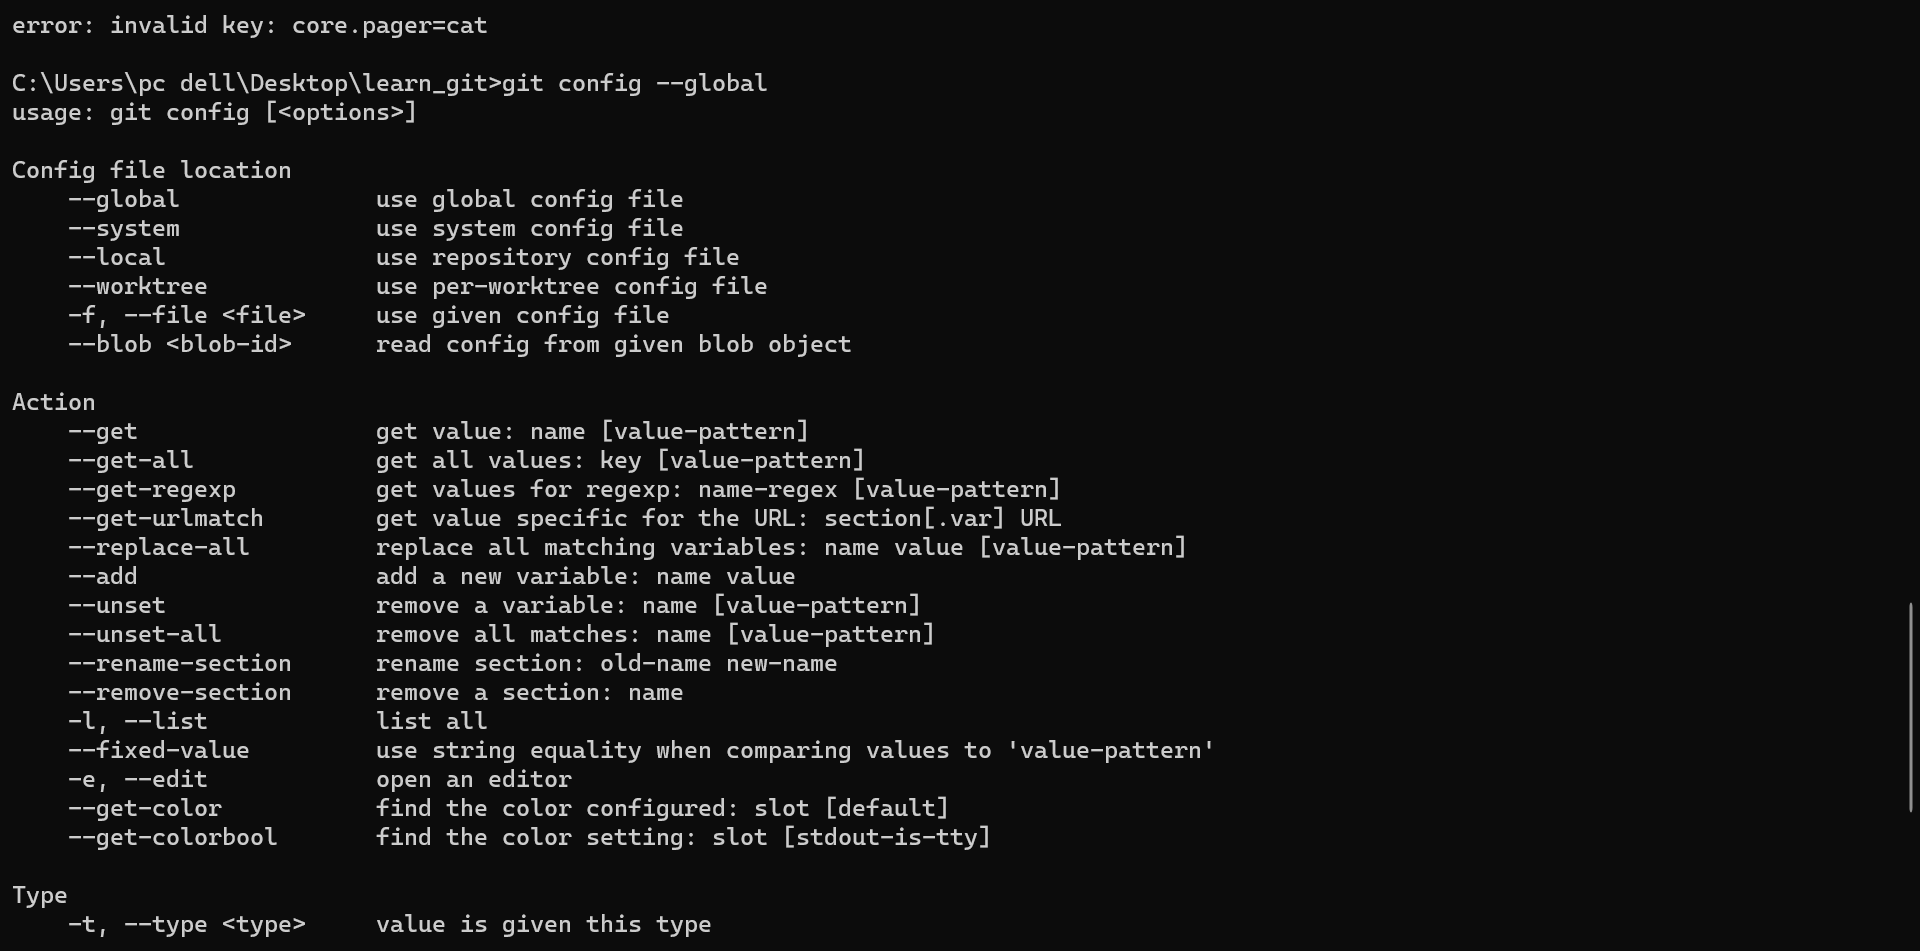 error: invalid key: core.pager=cat
C:\Users\pc dell\Desktop\learn_git>git config --global
usage: git config [<options>]
Config file location
--global use global config file
--system use system config file
--local use repository config file
--worktree use per-worktree config file
-f, --file <file> use given config file
--blob <blob-id> read config from given blob object
Action
--get get value: name [value-pattern]
--get-all get all values: key [value-pattern]
--get-regexp get values for regexp: name-regex [value-pattern]
--get-urlmatch get value specific for the URL: section[.var] URL
--replace-all replace all matching variables: name value [value-pattern]
--add add a new variable: name value
--unset remove a variable: name [value-pattern]
--unset-all remove all matches: name [value-pattern]
--rename-section rename section: old-name new-name
--remove-section remove a section: name
-l, --list list all
--fixed-value use string equality when comparing values to 'value-pattern'
-e, --edit open an editor
--get-color find the color configured: slot [default]
--get-colorbool find the color setting: slot [stdout-is-tty]
Type
-t, --type <type> value is given this type